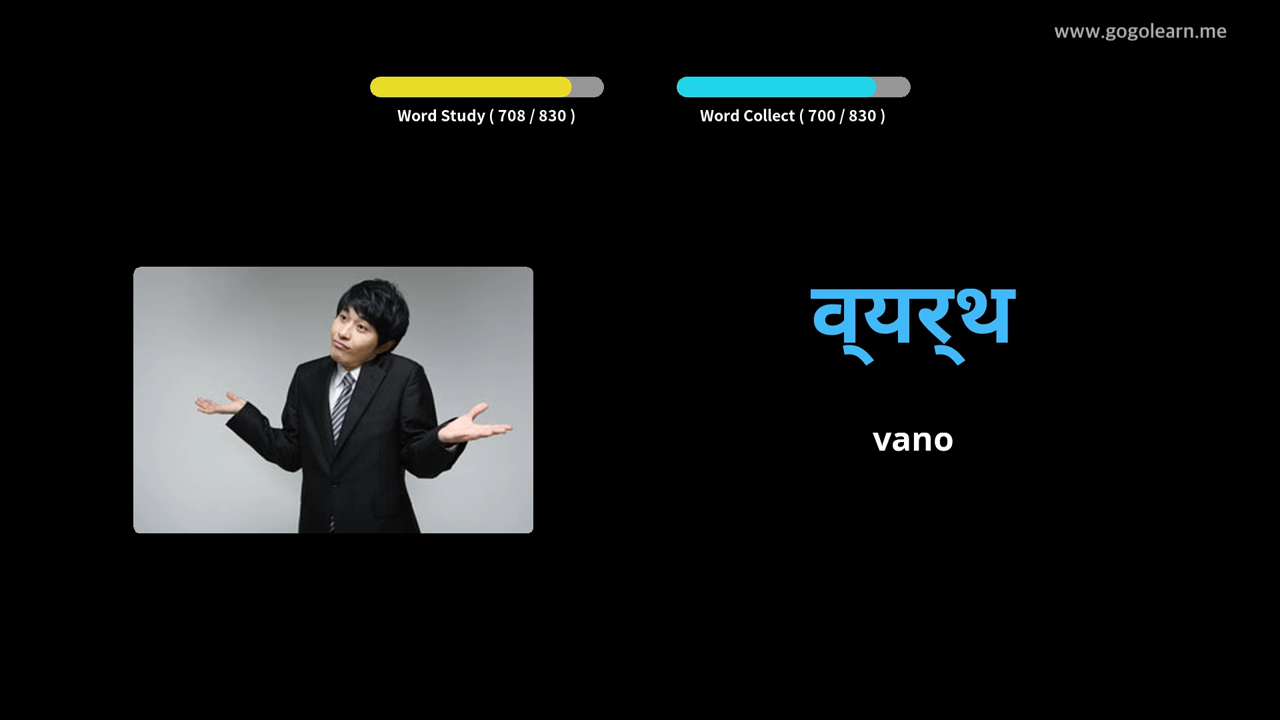 www.gogolearn.me
Word Study ( 708 / 830 )
Word Collect ( 700 / 830 )
व्‌यर्‌थ
vano